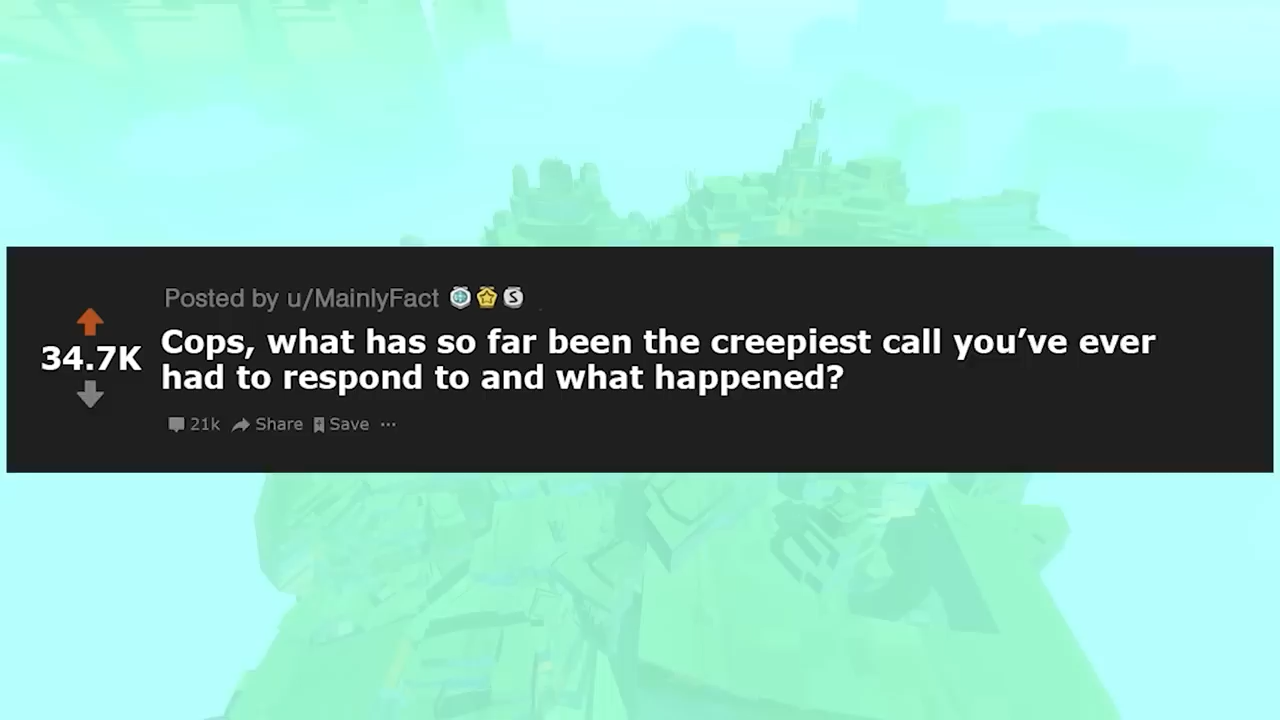 Posted by u/MainlyFact
34.7K
Cops, what has so far been the creepiest call you’ve ever
had to respond to and what happened?
21k Share Save ...